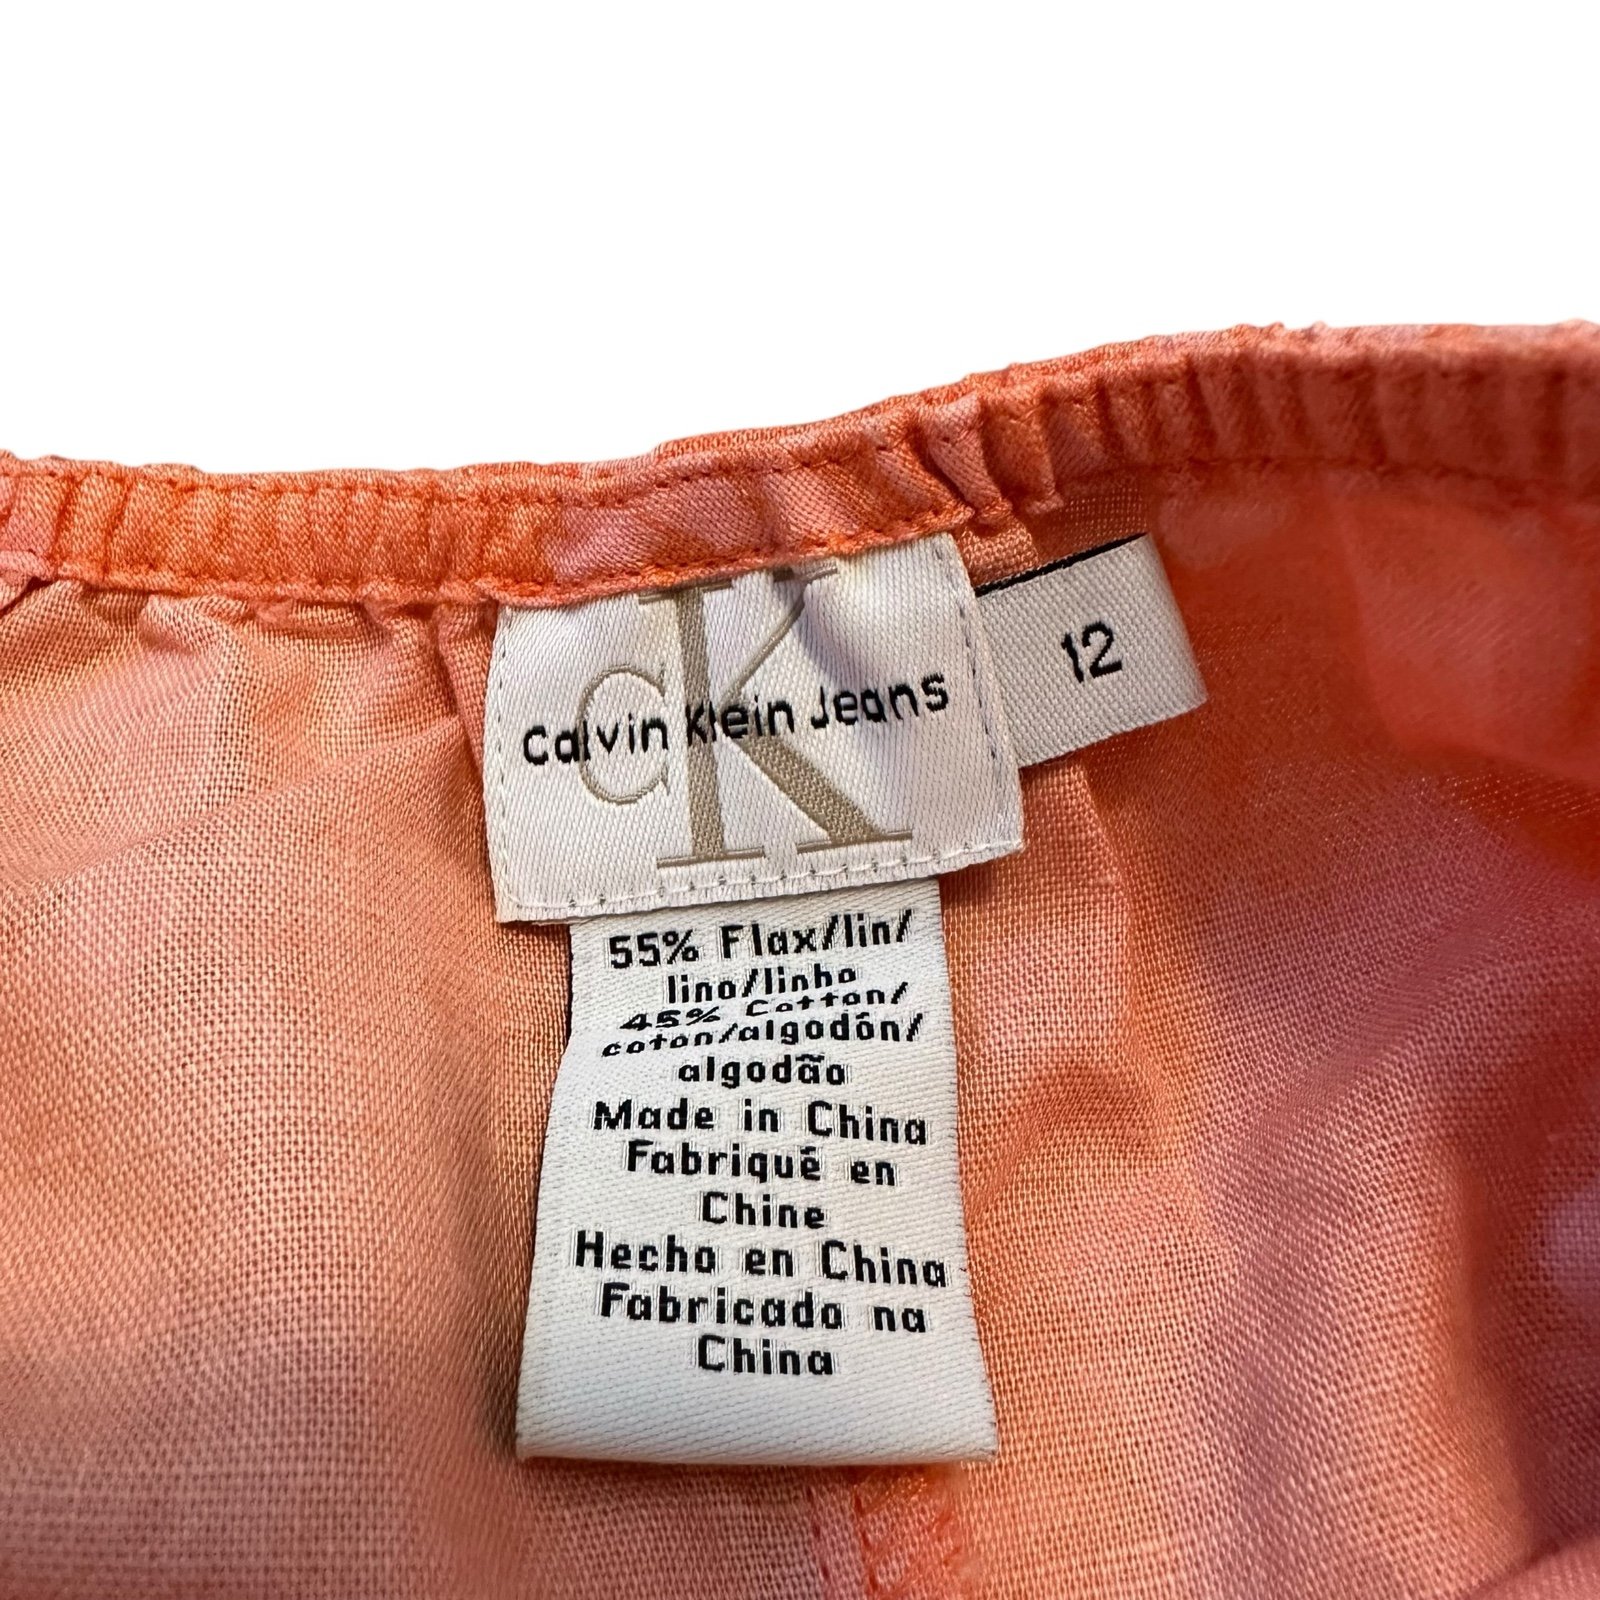 CK
Calvin Klein Jeans
12
55% Flax/lin/
lino/linho
45% Cotton/
coton/algodón/
algodão
Made in China
Fabriqué en
Chine
Hecho en China
Fabricado na
China